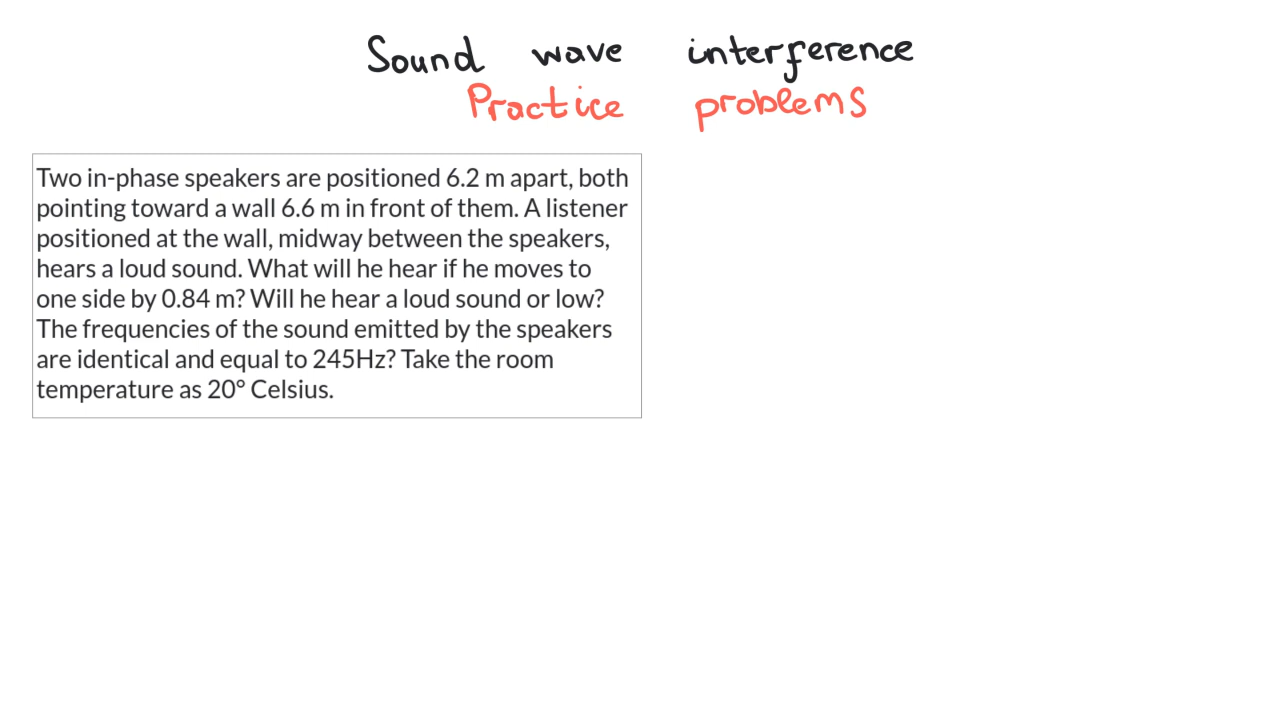 Sound wave interference
Practice problems
Two in-phase speakers are positioned 6.2 m apart, both
pointing toward a wall 6.6 m in front of them. A listener
positioned at the wall, midway between the speakers,
hears a loud sound. What will he hear if he moves to
one side by 0.84 m? Will he hear a loud sound or low?
The frequencies of the sound emitted by the speakers
are identical and equal to 245Hz? Take the room
temperature as 20° Celsius.